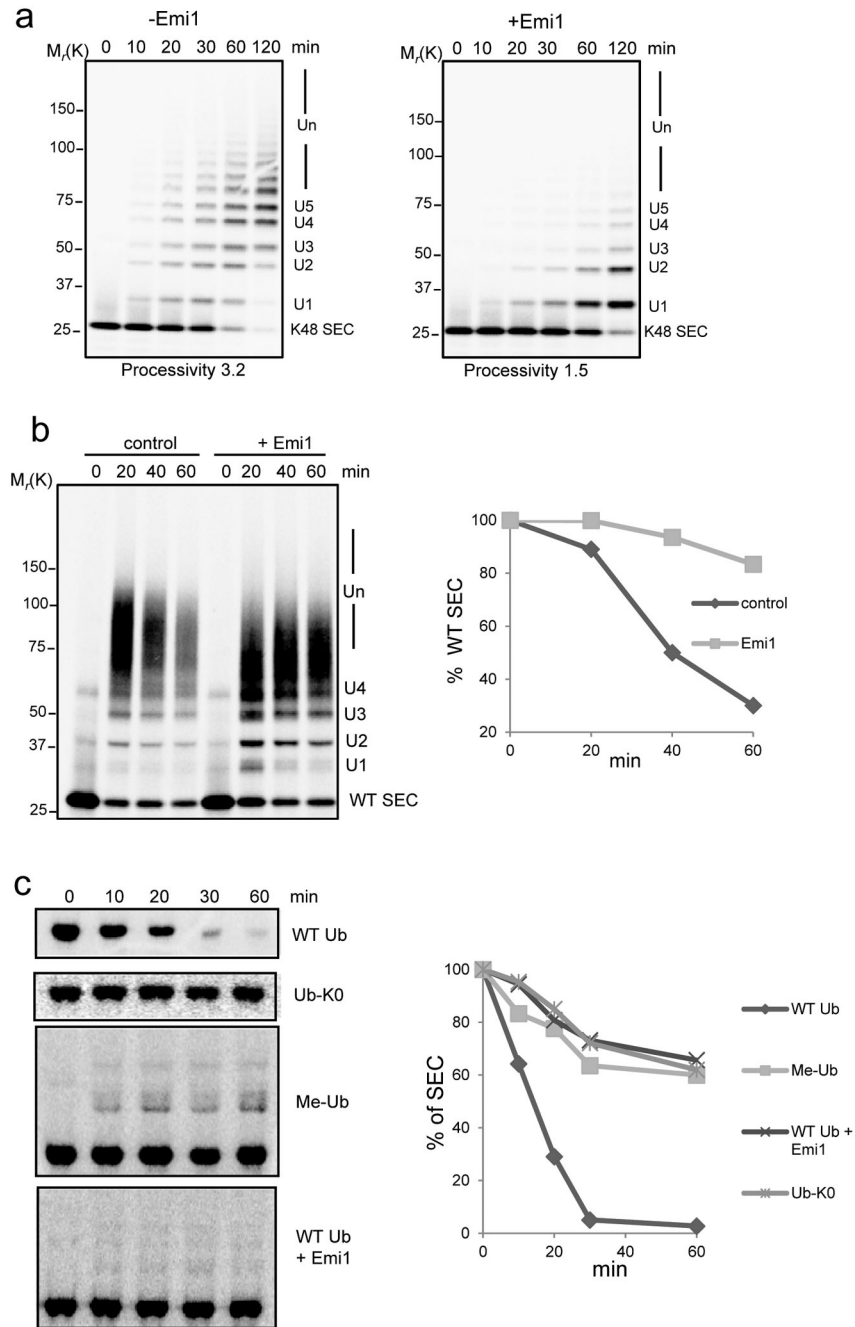 a
-Emi1
M_r(K) 0 10 20 30 60 120 min
150
100
75
50
37
25
Un
U5
U4
U3
U2
U1
K48 SEC
Processivity 3.2
+Emi1
M_r(K) 0 10 20 30 60 120 min
150
100
75
50
37
25
Un
U5
U4
U3
U2
U1
K48 SEC
Processivity 1.5
b
control + Emi1
M_r(K) 0 20 40 60 0 20 40 60 min
150
100
75
50
37
25
Un
U4
U3
U2
U1
WT SEC
% WT SEC
100
80
60
40
20
0 20 40 60
min
control
Emi1
c
0 10 20 30 60 min
WT Ub
Ub-K0
Me-Ub
WT Ub
+ Emi1
% of SEC
100
80
60
40
20
0
0 20 40 60
min
WT Ub
Me-Ub
WT Ub +
Emi1
Ub-K0